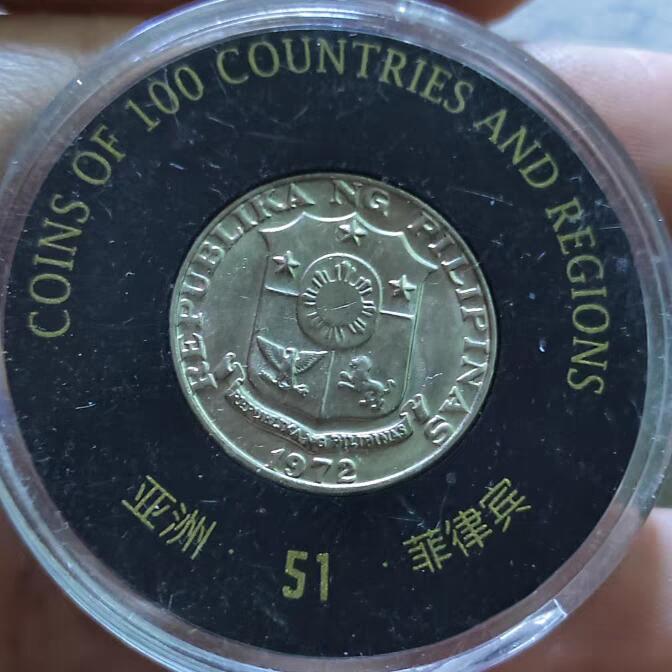 COINS OF 100 COUNTRIES AND REGIONS
REPUBLIKA NG PILIPINAS
REPUBLIKA NG PILIPINAS
1972
亚洲
51
菲律宾